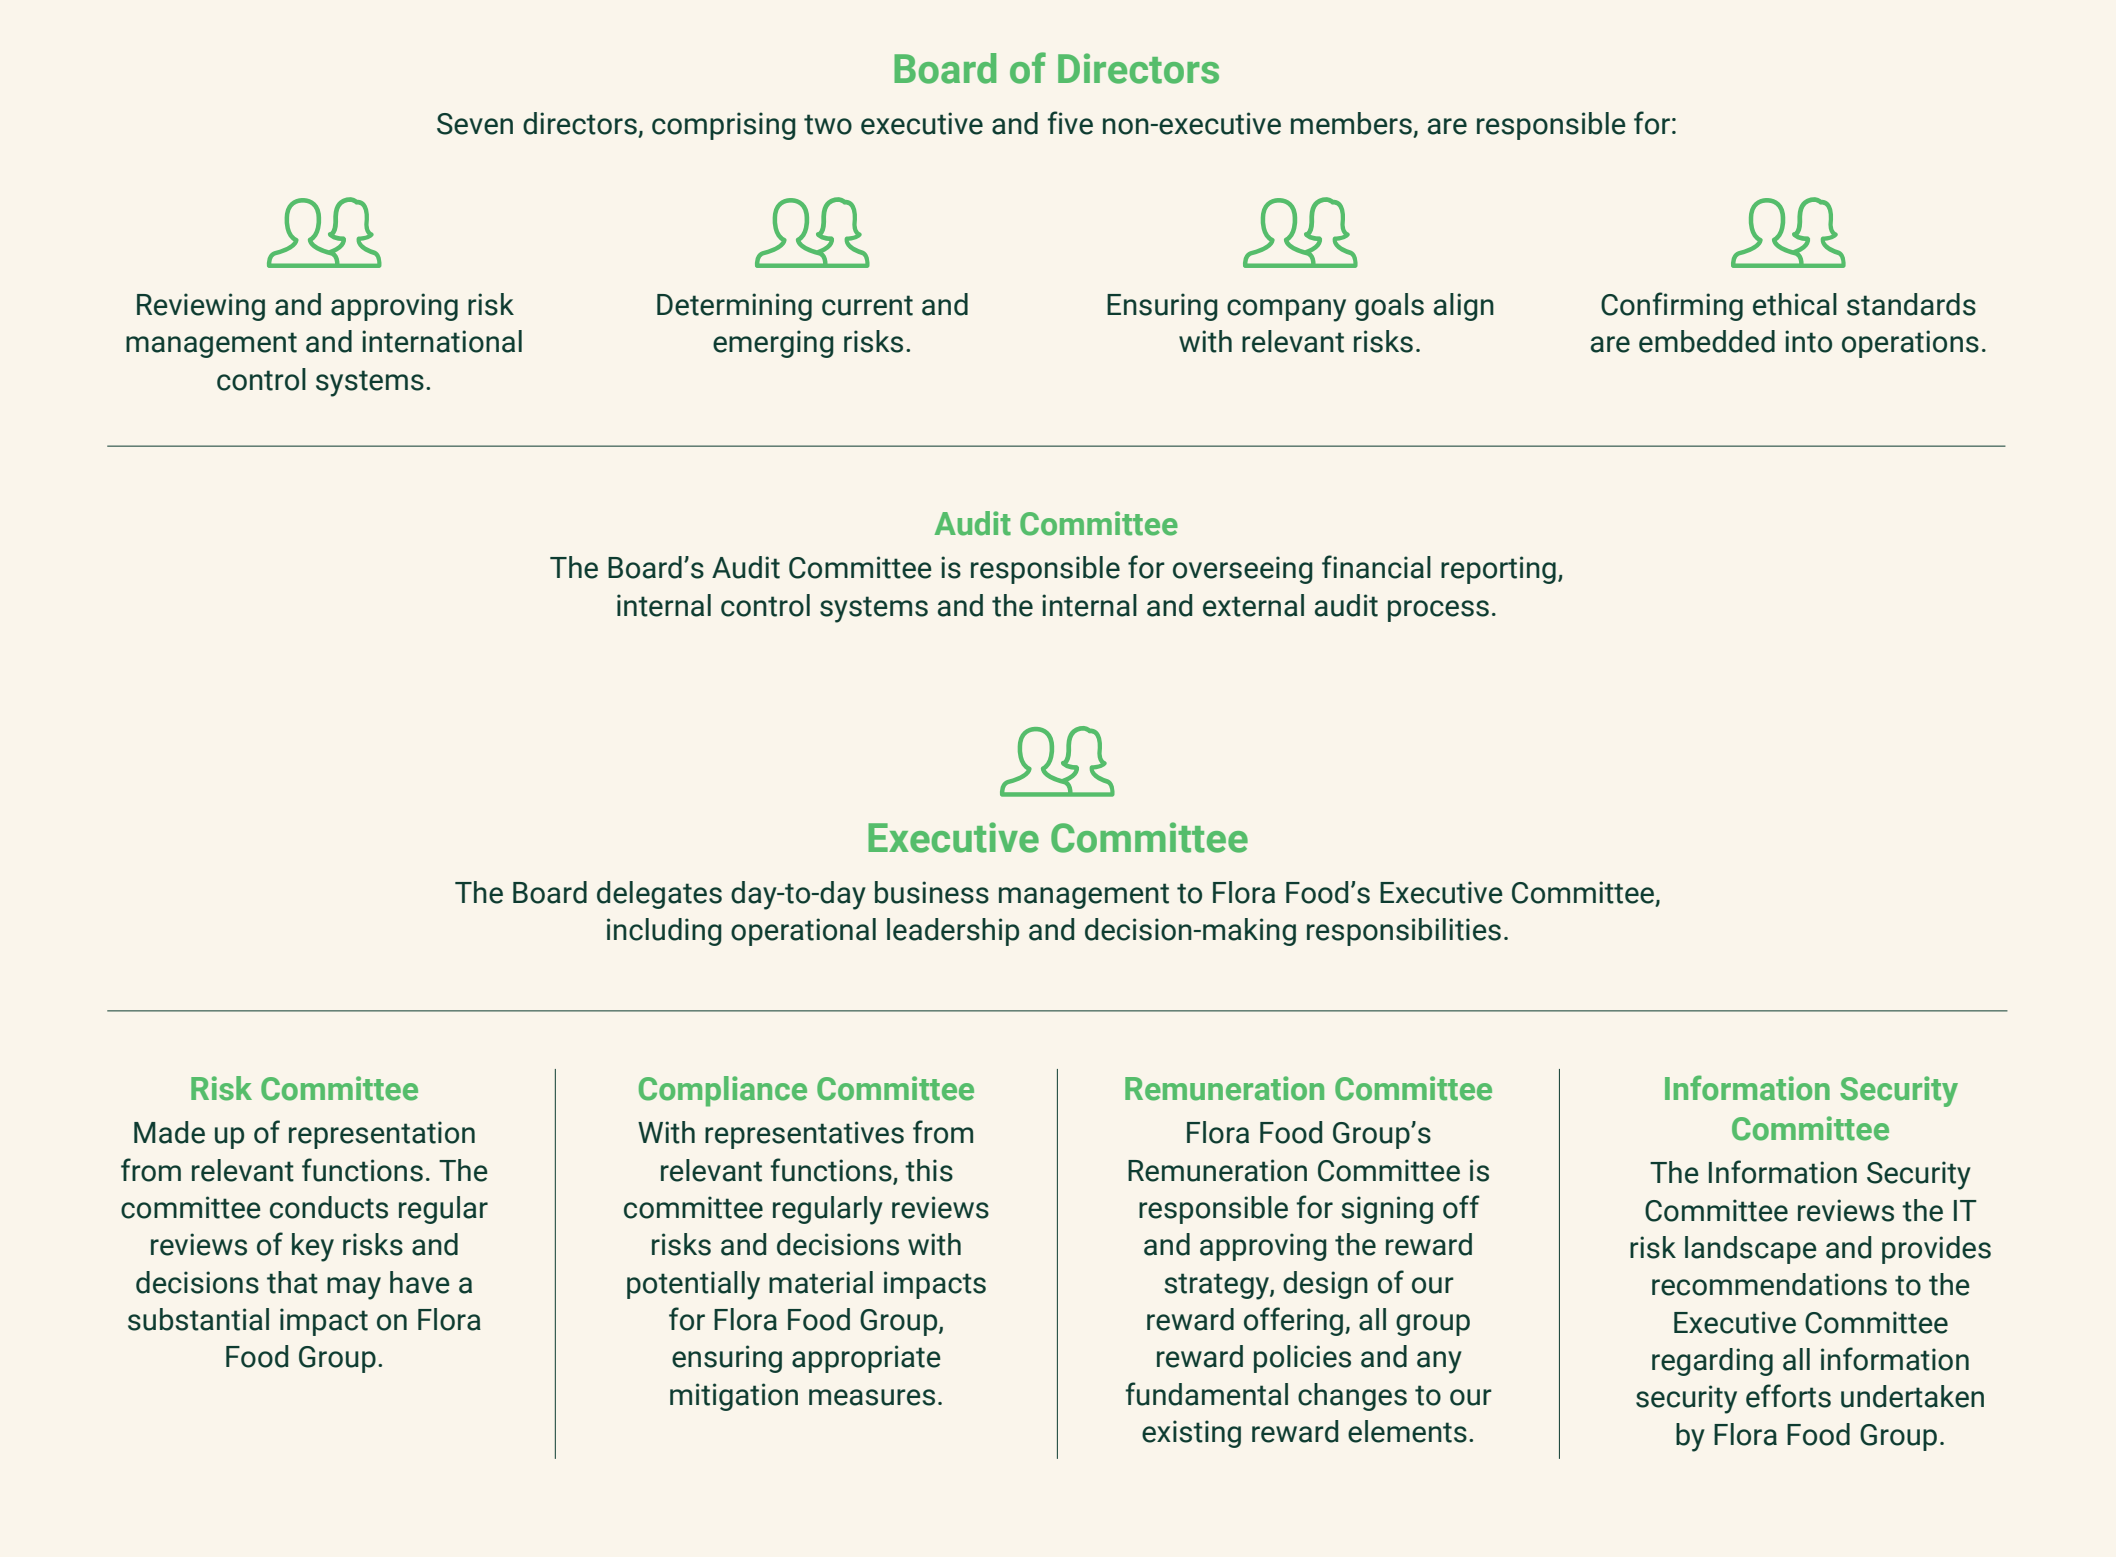 Board of Directors
Seven directors, comprising two executive and five non-executive members, are responsible for:
Reviewing and approving risk
management and international
control systems.
Determining current and
emerging risks.
Ensuring company goals align
with relevant risks.
Confirming ethical standards
are embedded into operations.
Audit Committee
The Board’s Audit Committee is responsible for overseeing financial reporting,
internal control systems and the internal and external audit process.
Executive Committee
The Board delegates day-to-day business management to Flora Food’s Executive Committee,
including operational leadership and decision-making responsibilities.
Risk Committee
Made up of representation
from relevant functions. The
committee conducts regular
reviews of key risks and
decisions that may have a
substantial impact on Flora
Food Group.
Compliance Committee
With representatives from
relevant functions, this
committee regularly reviews
risks and decisions with
potentially material impacts
for Flora Food Group,
ensuring appropriate
mitigation measures.
Remuneration Committee
Flora Food Group’s
Remuneration Committee is
responsible for signing off
and approving the reward
strategy, design of our
reward offering, all group
reward policies and any
fundamental changes to our
existing reward elements.
Information Security
Committee
The Information Security
Committee reviews the IT
risk landscape and provides
recommendations to the
Executive Committee
regarding all information
security efforts undertaken
by Flora Food Group.